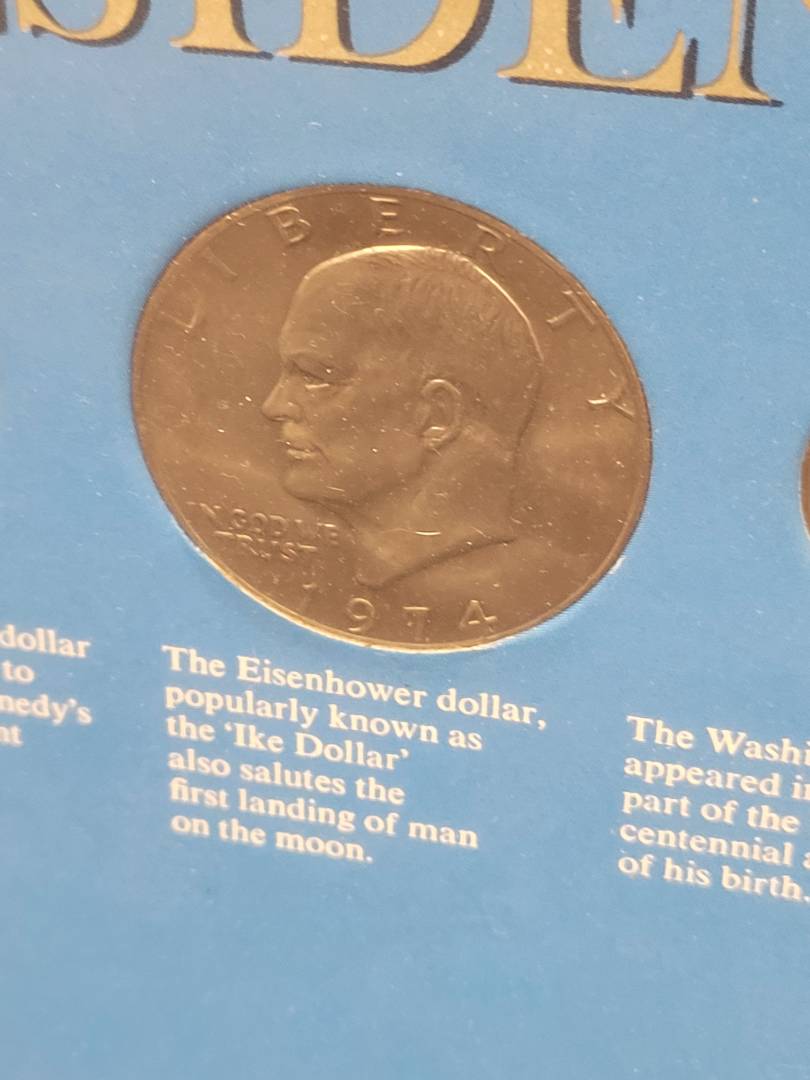 SIDEN
LIBERTY
IN GOD WE
TRUST
1974
dollar
to
nedy's
nt
The Eisenhower dollar,
popularly known as
the 'Ike Dollar'
also salutes the
first landing of man
on the moon.
The Washi
appeared i
part of the
centennial
of his birth.